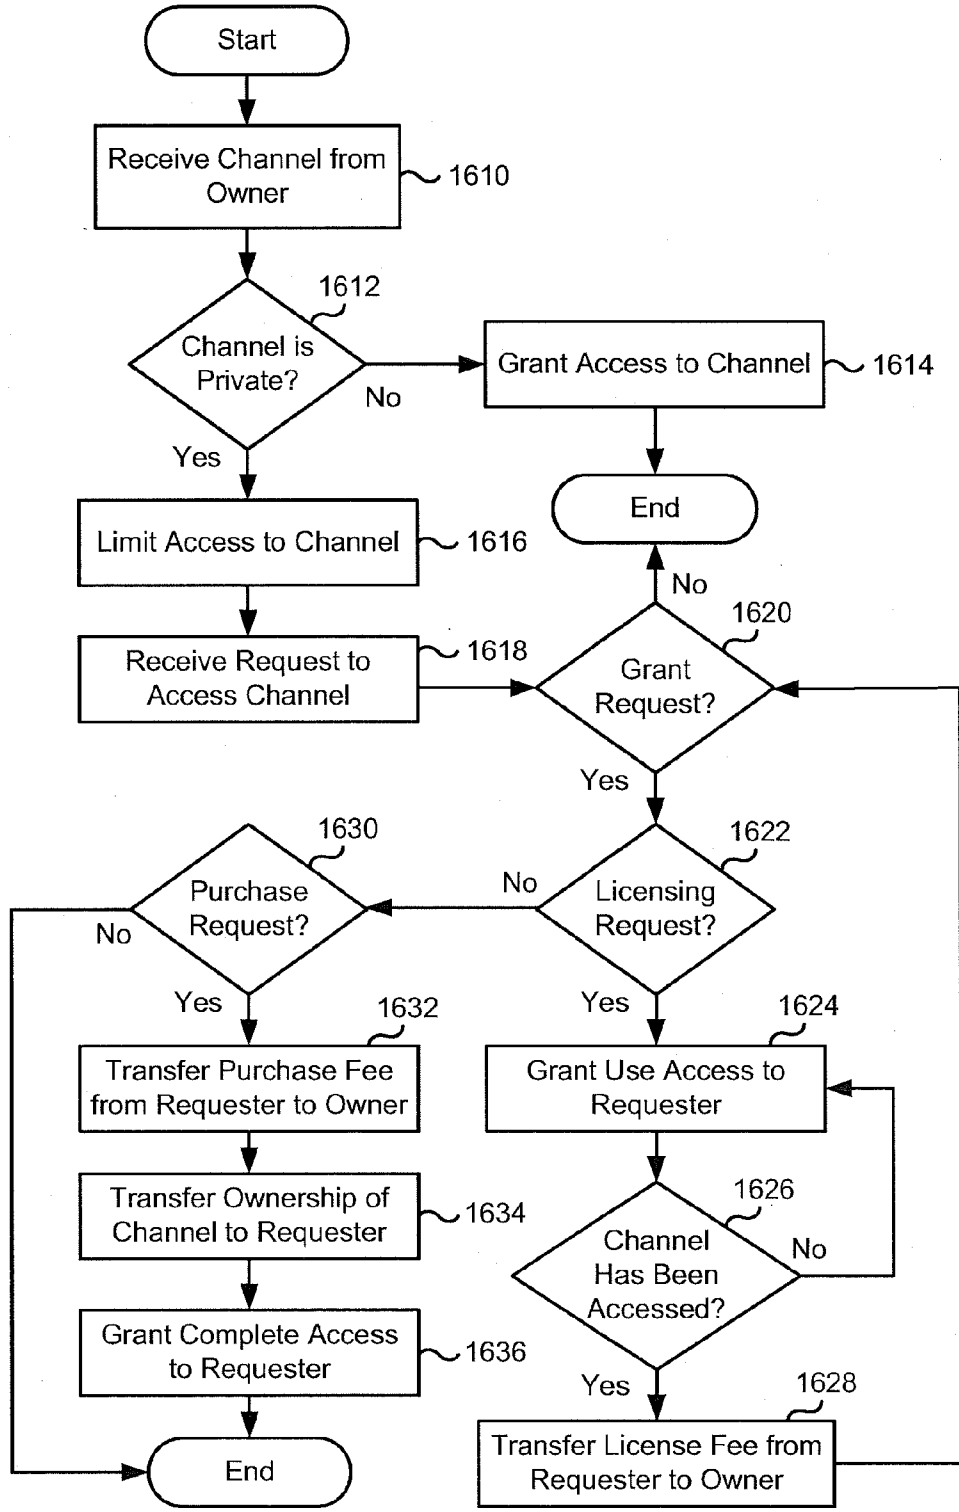 Start
Receive Channel from
Owner
1610
1612
Channel is
Private?
No
Yes
Grant Access to Channel
1614
End
Limit Access to Channel
1616
No
1620
Receive Request to
Access Channel
1618
Grant
Request?
Yes
1630
Purchase
Request?
No
Yes
1622
Licensing
Request?
No
Yes
1632
Transfer Purchase Fee
from Requester to Owner
1624
Grant Use Access to
Requester
Transfer Ownership of
Channel to Requester
1634
1626
Channel
Has Been
Accessed?
No
Yes
Grant Complete Access
to Requester
1636
1628
Transfer License Fee from
Requester to Owner
End